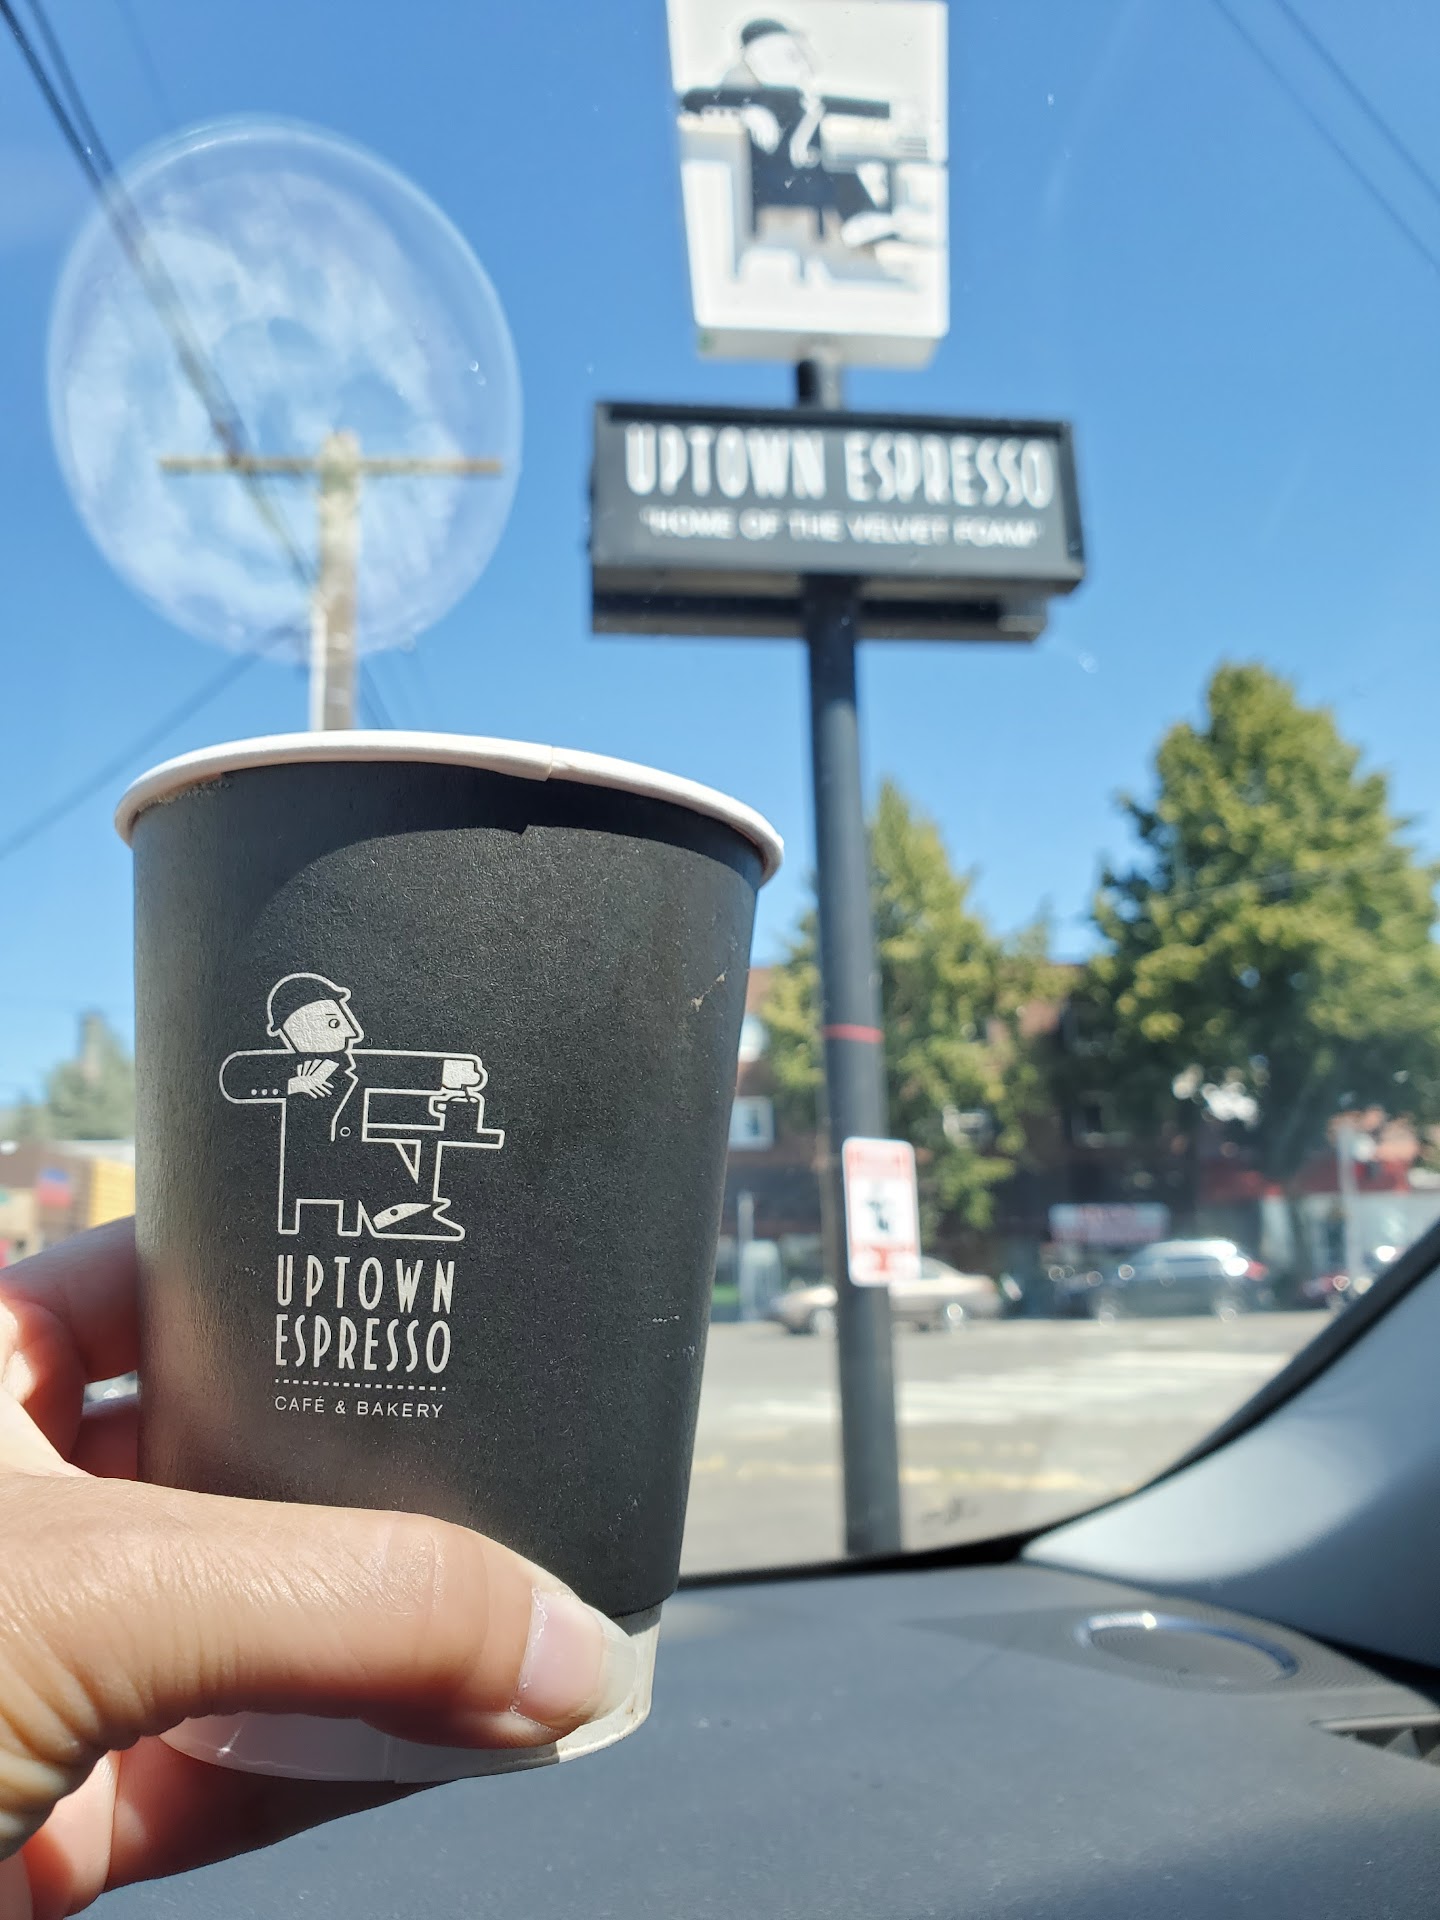 UPTOWN ESPRESSO
"HOME OF THE VELVET FOAM"
UPTOWN
ESPRESSO
CAFÉ & BAKERY